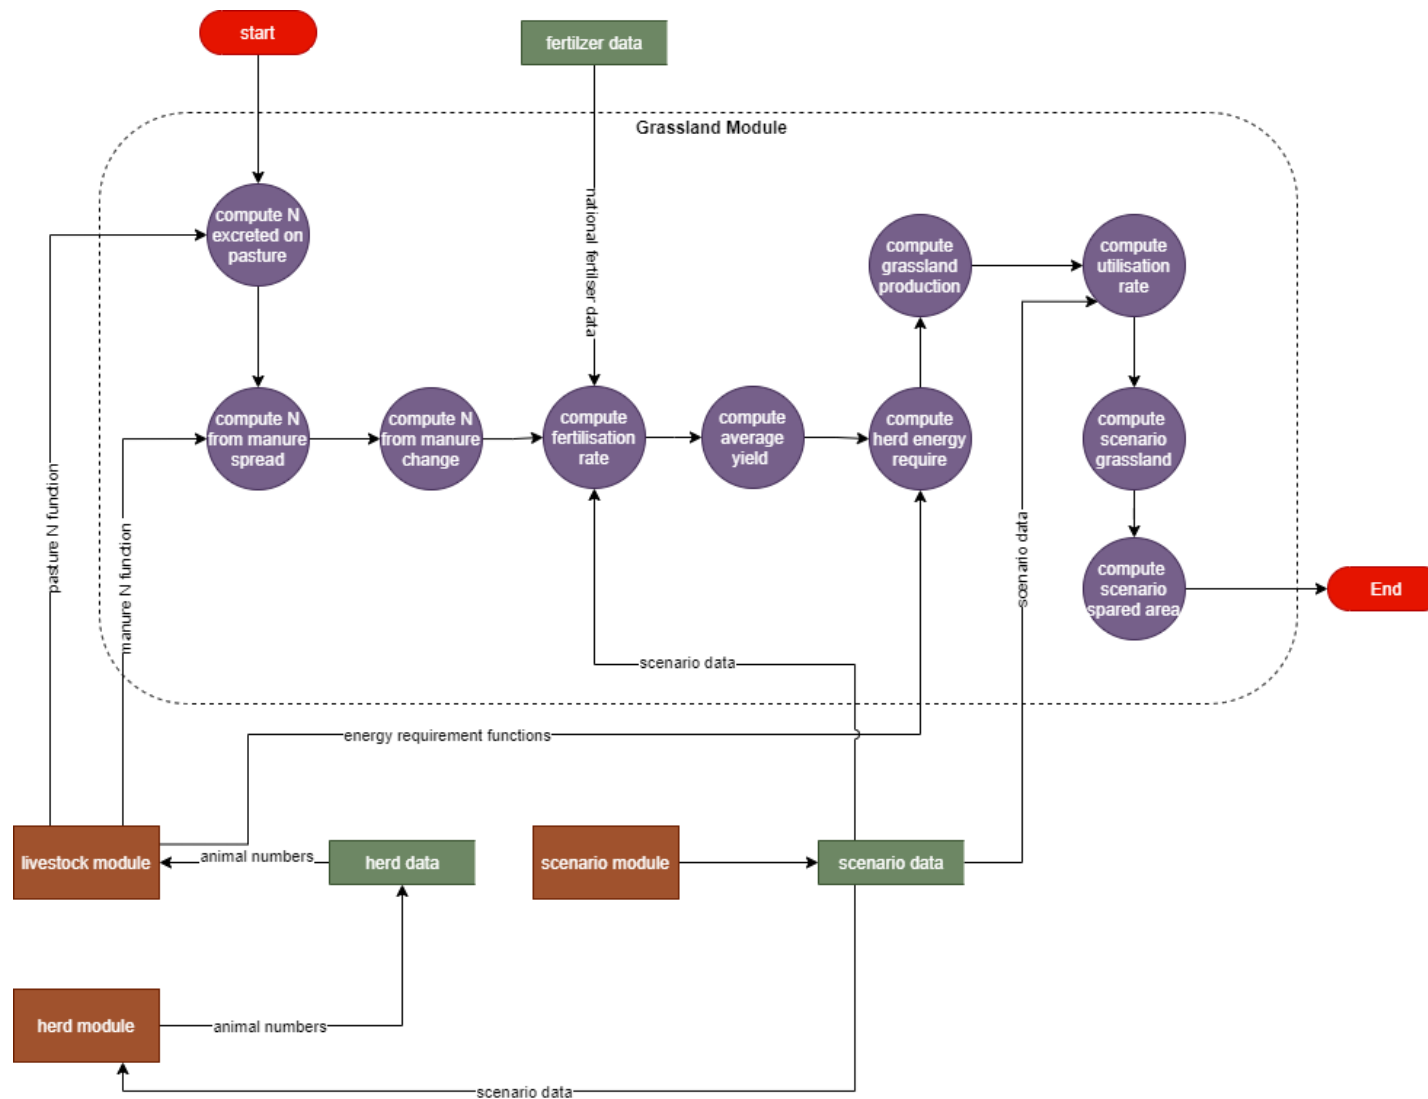 start
fertilzer data
Grassland Module
compute N
excreted on
pasture
national fertilser data
compute
grassland
production
compute
utilisation
rate
pasture N fundion
manure N fundion
compute N
from manure
spread
compute N
from manure
change
compute
fertilisation
rate
compute
average
yield
compute
herd energy
require
compute
scenario
grassland
scenario data
compute
scenario
spared area
End
scenario data
energy requirement functions
livestock module
animal numbers
herd data
scenario module
scenario data
herd module
animal numbers
scenario data